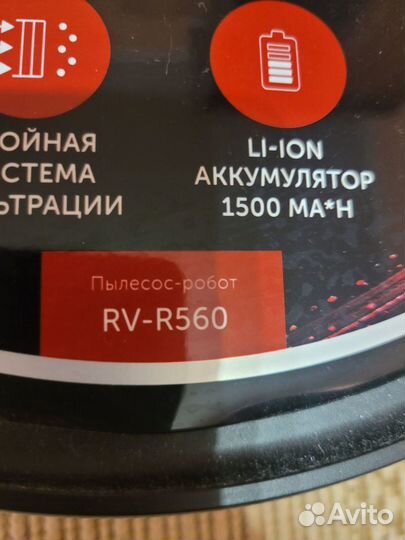 ОЙНАЯ
СТЕМА
ЬТРАЦИИ
LI-ION
АККУМУЛЯТОР
1500 МА*Н
Пылесос-робот
RV-R560
Avito